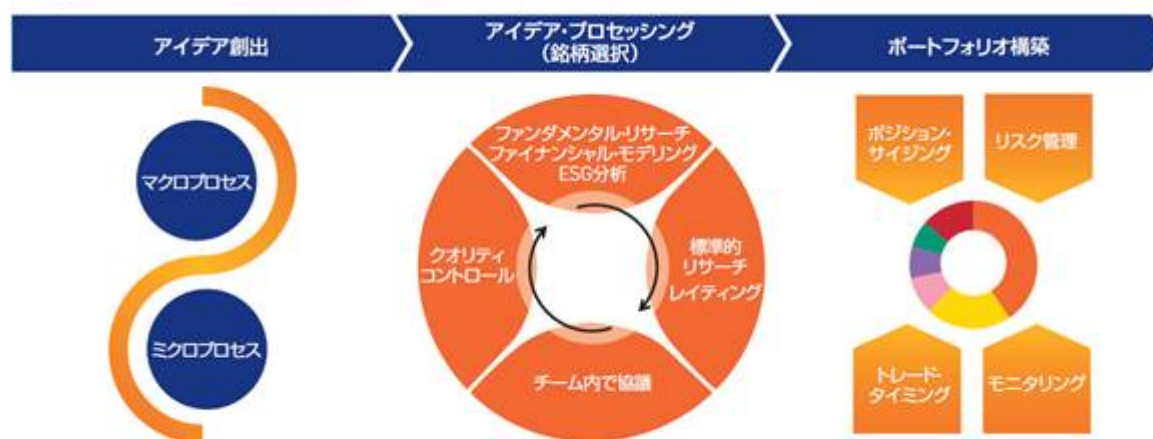 アイデア創出
アイデア・プロセッシング
(銘柄選択)
ポートフォリオ構築
マクロプロセス
ミクロプロセス
ファンダメンタル・リサーチ
ファイナンシャル・モデリング
ESG分析
クオリティ
コントロール
標準的
リサーチ
レイティング
チーム内で協議
ポジション・
サイジング
リスク管理
トレード・
タイミング
モニタリング